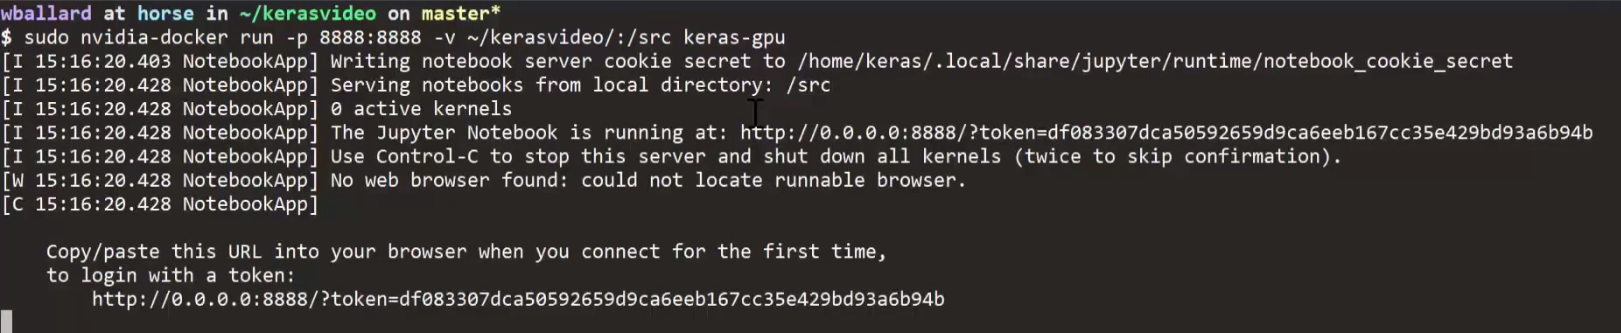 wballard at horse in ~/kerasvideo on master*
$ sudo nvidia-docker run -p 8888:8888 -v ~/kerasvideo/:/src keras-gpu
[I 15:16:20.403 NotebookApp] Writing notebook server cookie secret to /home/keras/.local/share/jupyter/runtime/notebook_cookie_secret
[I 15:16:20.428 NotebookApp] Serving notebooks from local directory: /src
[I 15:16:20.428 NotebookApp] 0 active kernels
[I 15:16:20.428 NotebookApp] The Jupyter Notebook is running at: http://0.0.0.0:8888/?token=df083307dca50592659d9ca6eeb167cc35e429bd93a6b94b
[I 15:16:20.428 NotebookApp] Use Control-C to stop this server and shut down all kernels (twice to skip confirmation).
[W 15:16:20.428 NotebookApp] No web browser found: could not locate runnable browser.
[C 15:16:20.428 NotebookApp]
Copy/paste this URL into your browser when you connect for the first time,
to login with a token:
http://0.0.0.0:8888/?token=df083307dca50592659d9ca6eeb167cc35e429bd93a6b94b